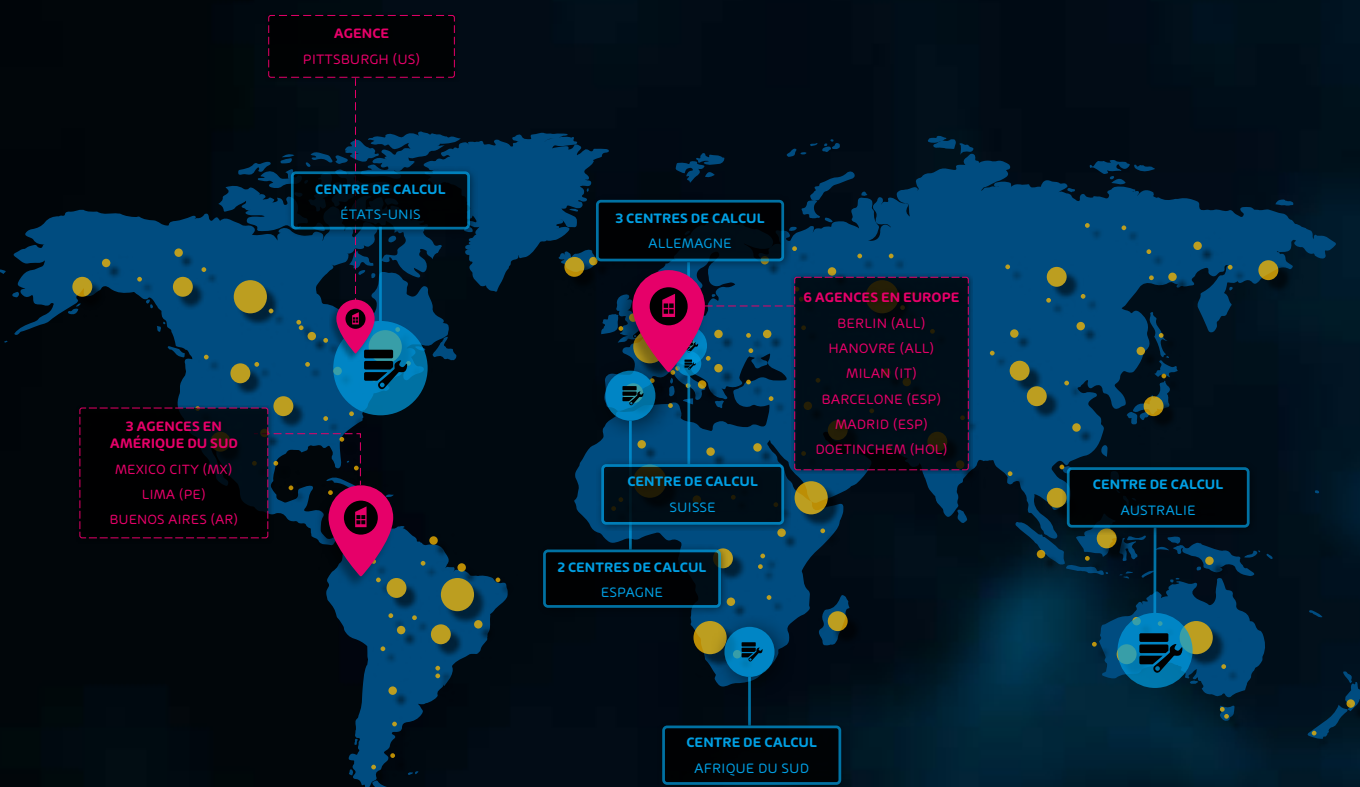 AGENCE
PITTSBURGH (US)
CENTRE DE CALCUL
ÉTATS-UNIS
3 CENTRES DE CALCUL
ALLEMAGNE
6 AGENCES EN EUROPE
BERLIN (ALL)
HANOVRE (ALL)
MILAN (IT)
BARCELONE (ESP)
MADRID (ESP)
DOETINCHEM (HOL)
3 AGENCES EN
AMÉRIQUE DU SUD
MEXICO CITY (MX)
LIMA (PE)
BUENOS AIRES (AR)
CENTRE DE CALCUL
SUISSE
CENTRE DE CALCUL
AUSTRALIE
2 CENTRES DE CALCUL
ESPAGNE
CENTRE DE CALCUL
AFRIQUE DU SUD